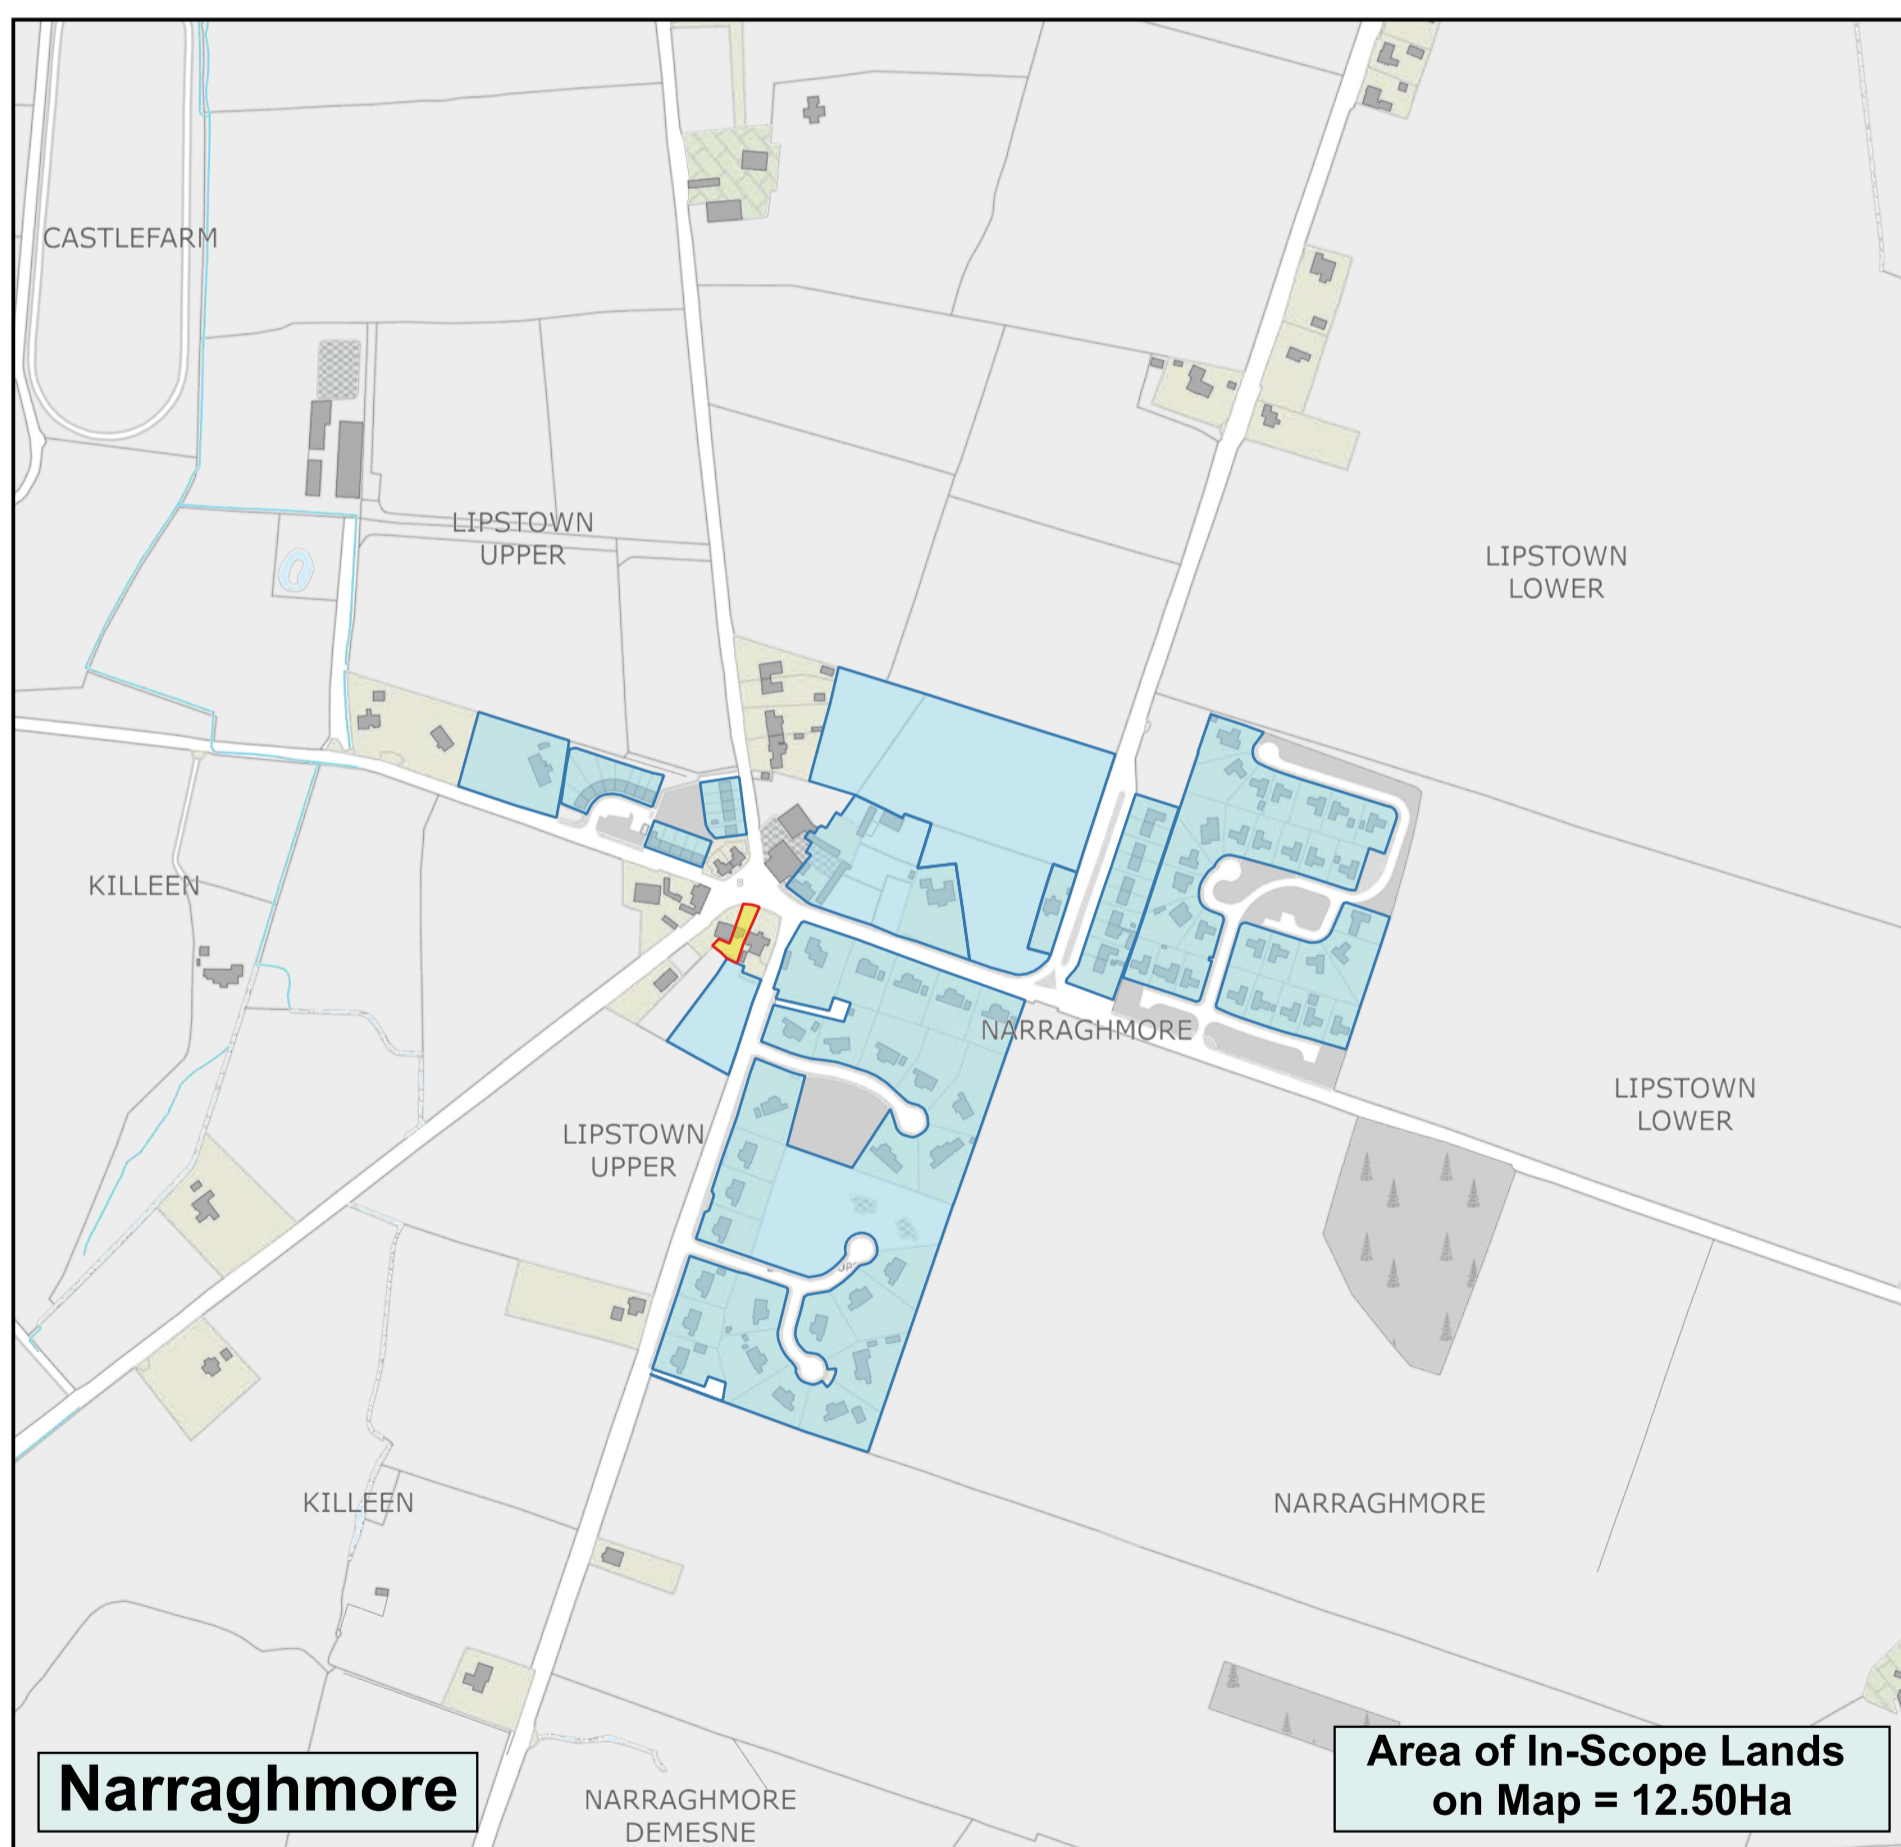 CASTLEFARM
LIPSTOWN
UPPER
LIPSTOWN
LOWER
KILLEEN
NARRAGHMORE
LIPSTOWN
LOWER
LIPSTOWN
UPPER
KILLEEN
NARRAGHMORE
Narraghmore
Area of In-Scope Lands
on Map = 12.50Ha
NARRAGHMORE
DEMESNE